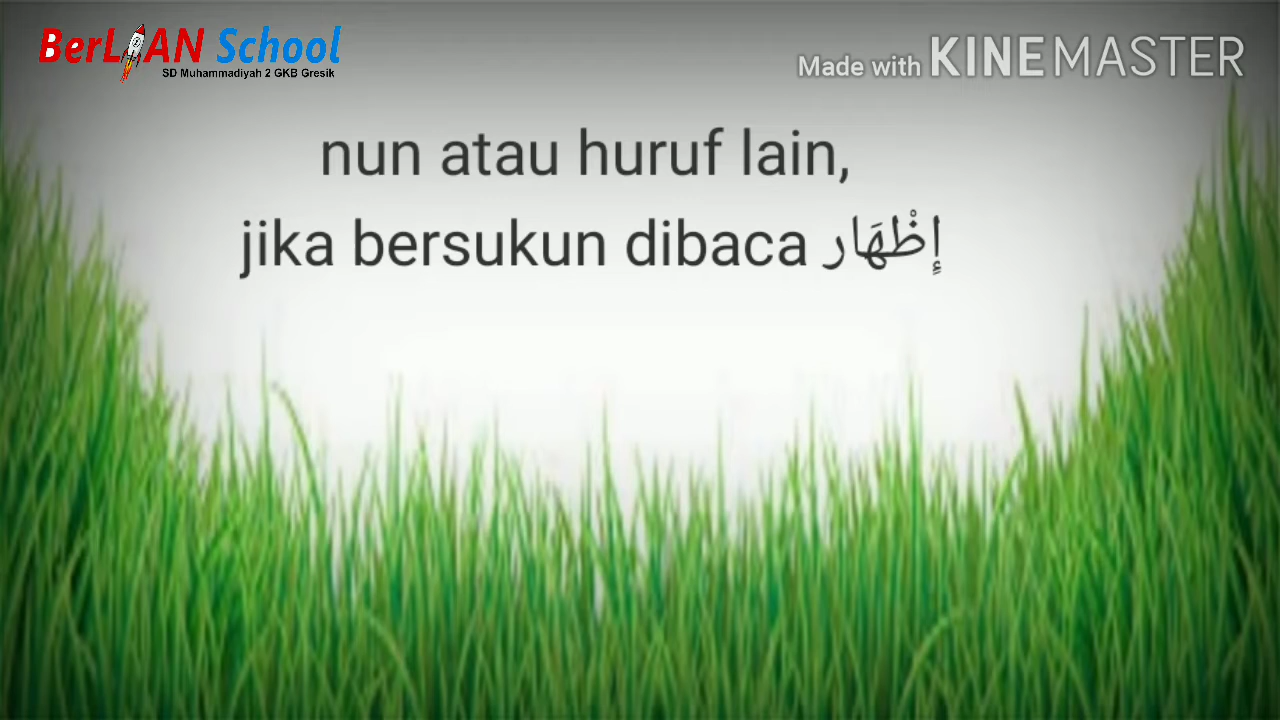 BerLIAN School
SD Muhammadiyah 2 GKB Gresik
Made with KINEMASTER
nun atau huruf lain,
jika bersukun dibaca إِظْهَار